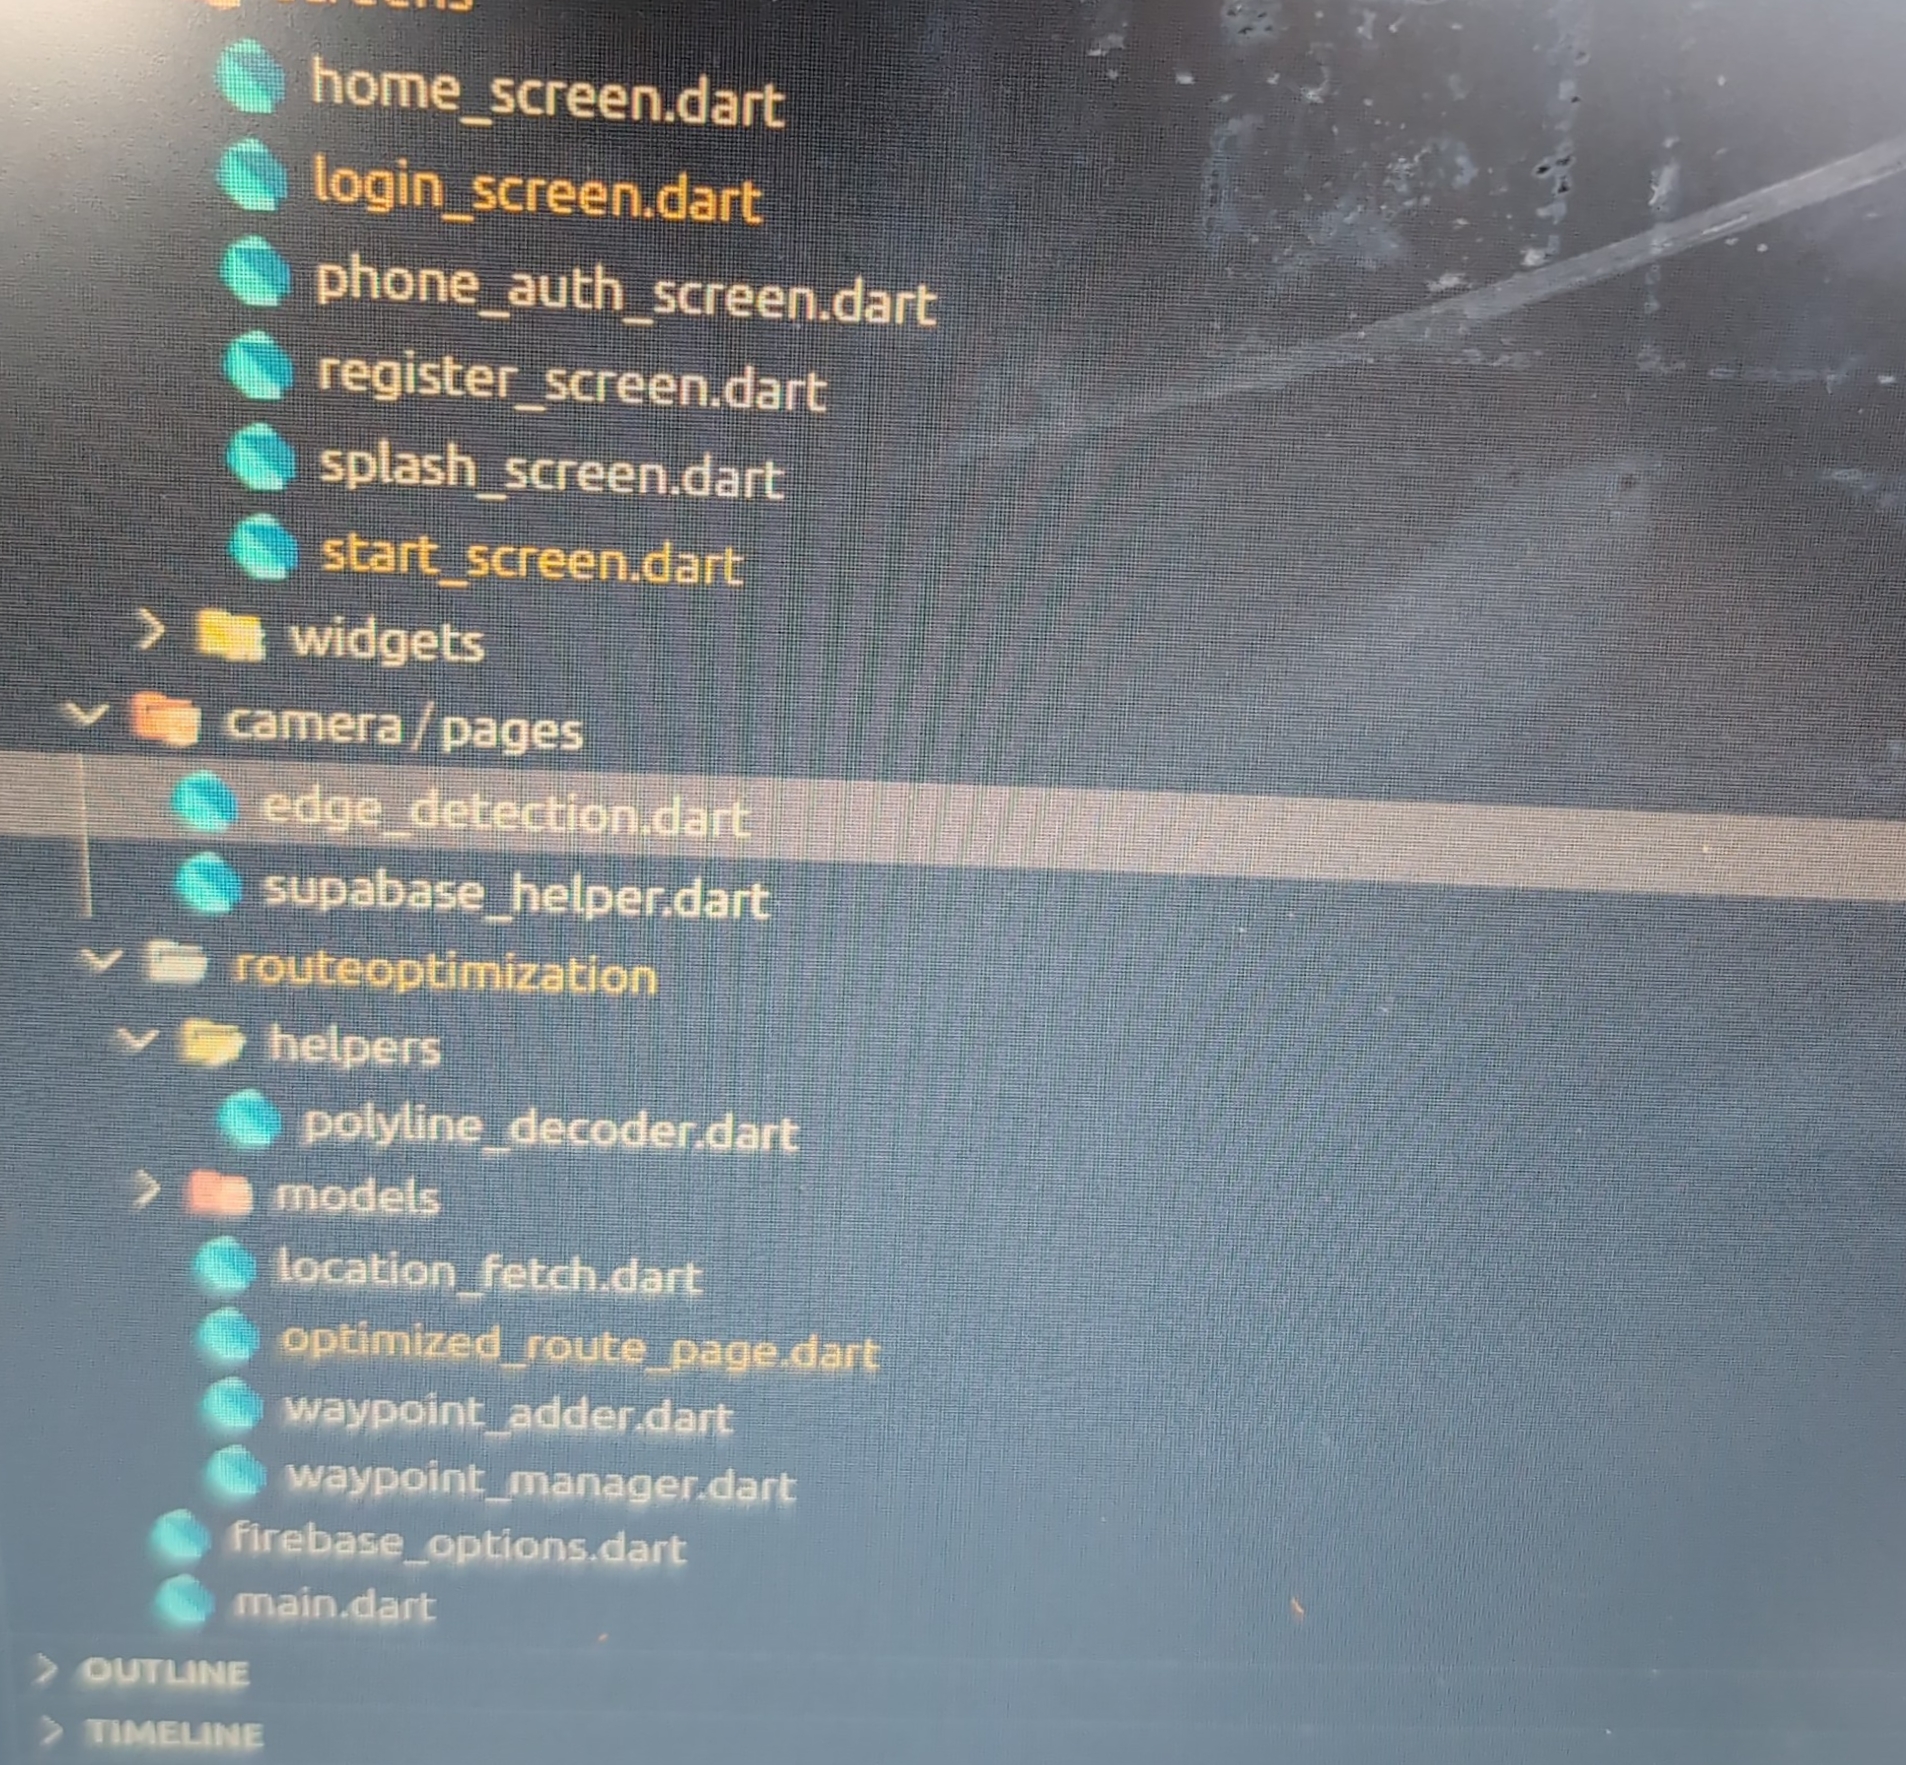 screens
home_screen.dart
login_screen.dart
phone_auth_screen.dart
register_screen.dart
splash_screen.dart
start_screen.dart
widgets
camera/pages
edge_detection.dart
supabase_helper.dart
routeoptimization
helpers
polyline_decoder.dart
models
location_fetch.dart
optimized_route_page.dart
waypoint_adder.dart
waypoint_manager.dart
firebase_options.dart
main.dart
OUTLINE
TIMELINE